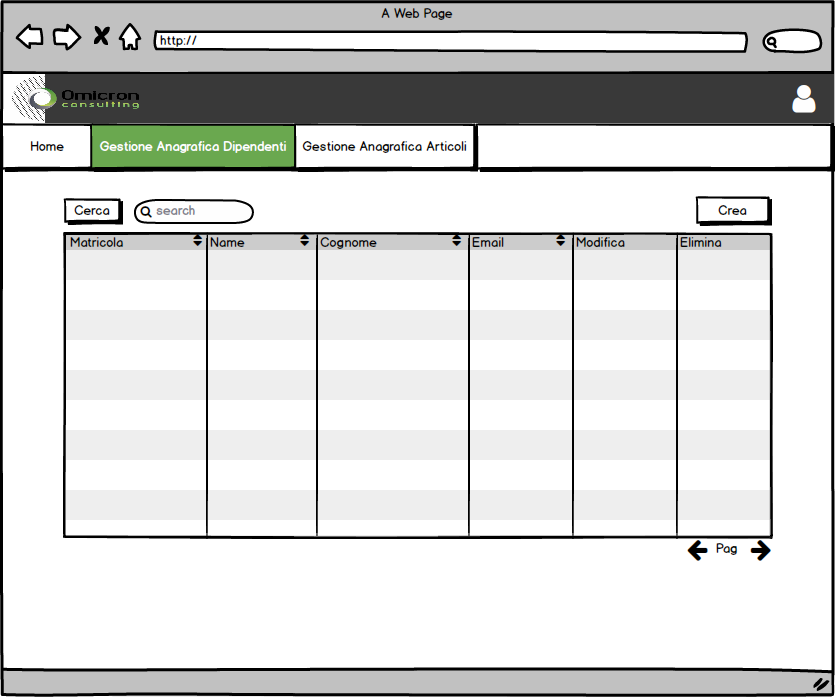 A Web Page
http://
Omicron
consulting
Home Gestione Anagrafica Dipendenti Gestione Anagrafica Articoli
Cerca search Crea
Matricola Name Cognome Email Modifica Elimina
Pag